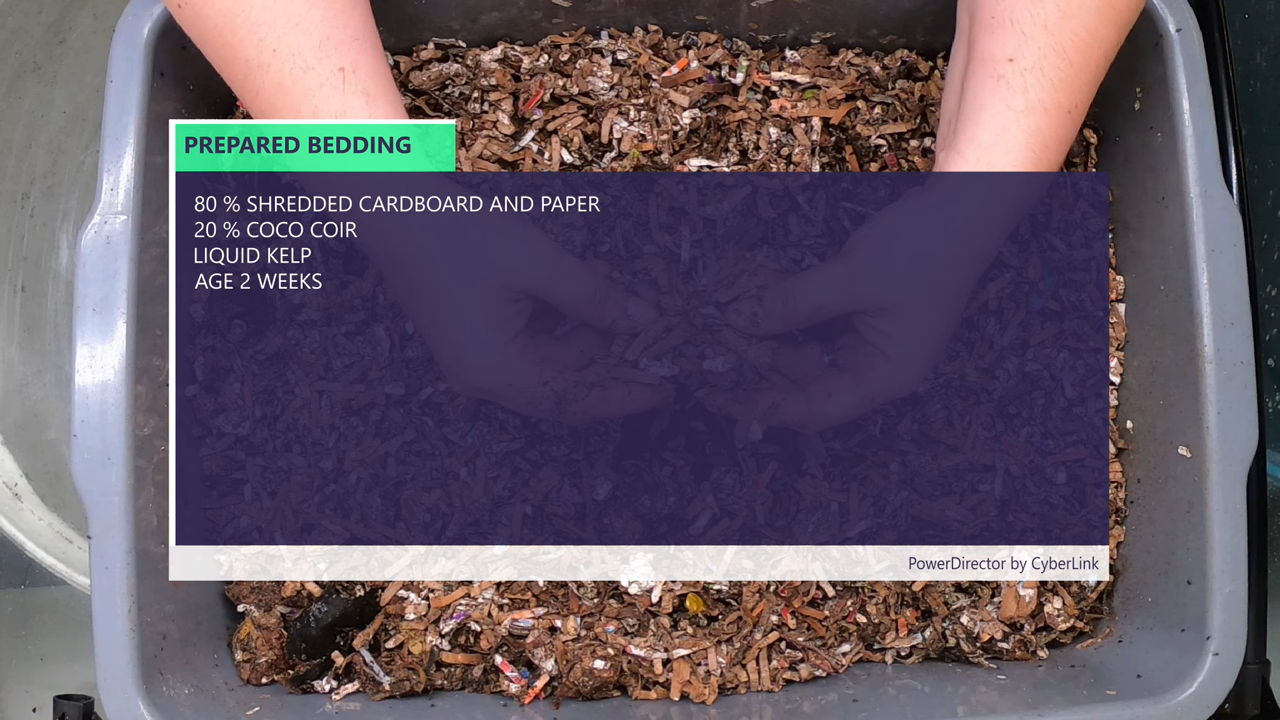 PREPARED BEDDING
80 % SHREDDED CARDBOARD AND PAPER
20 % COCO COIR
LIQUID KELP
AGE 2 WEEKS
PowerDirector by CyberLink